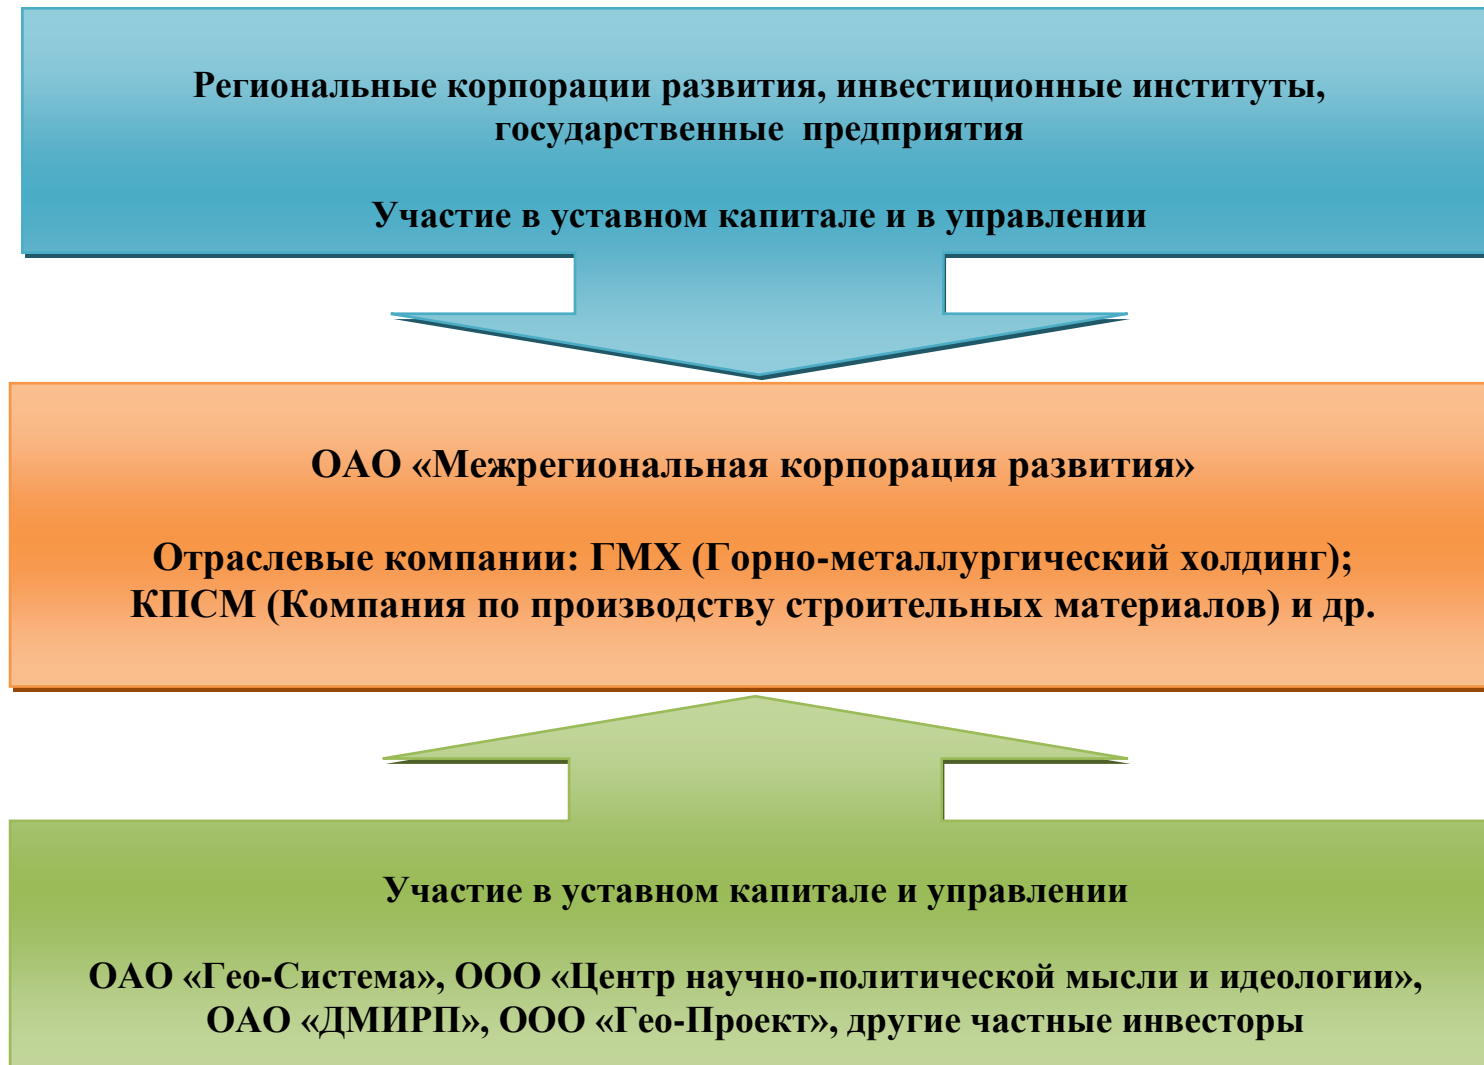 Региональные корпорации развития, инвестиционные институты,
государственные предприятия
Участие в уставном капитале и в управлении
ОАО «Межрегиональная корпорация развития»
Отраслевые компании: ГМХ (Горно-металлургический холдинг);
КПСМ (Компания по производству строительных материалов) и др.
Участие в уставном капитале и управлении
ОАО «Гео-Система», ООО «Центр научно-политической мысли и идеологии»,
ОАО «ДМИРП», ООО «Гео-Проект», другие частные инвесторы